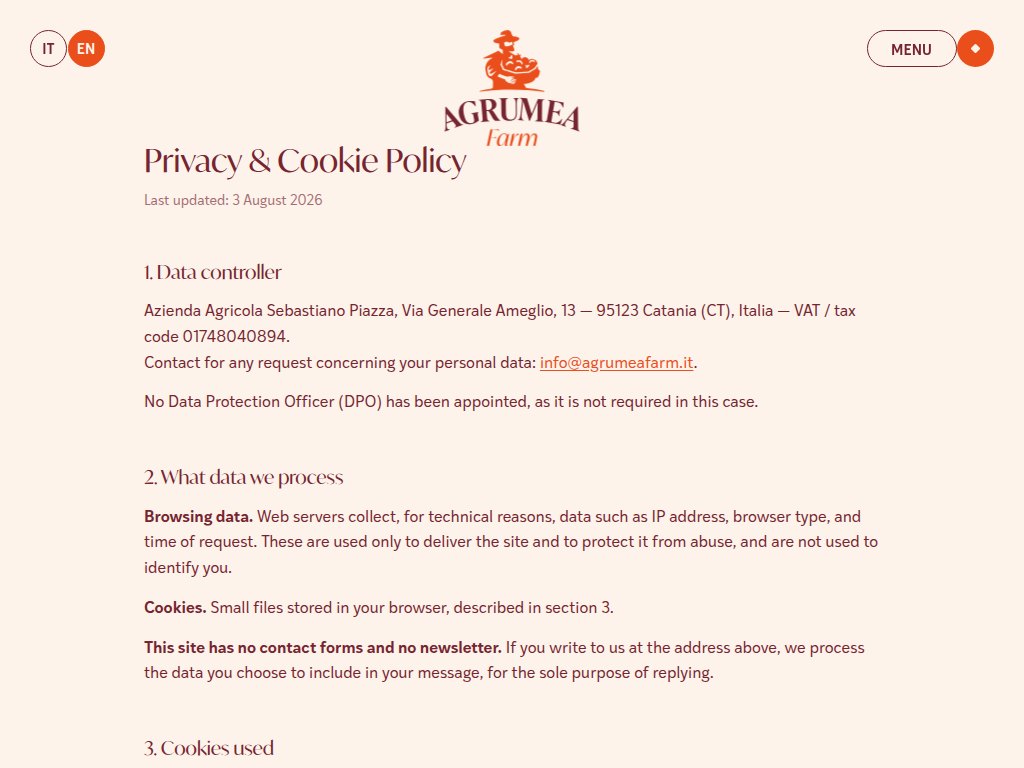 IT
EN
MENU
AGRUMEA
Farm
Privacy & Cookie Policy
Last updated: 3 August 2026
1. Data controller
Azienda Agricola Sebastiano Piazza, Via Generale Ameglio, 13 — 95123 Catania (CT), Italia — VAT / tax
code 01748040894.
Contact for any request concerning your personal data: info@agrumeafarm.it.
No Data Protection Officer (DPO) has been appointed, as it is not required in this case.
2. What data we process
Browsing data. Web servers collect, for technical reasons, data such as IP address, browser type, and
time of request. These are used only to deliver the site and to protect it from abuse, and are not used to
identify you.
Cookies. Small files stored in your browser, described in section 3.
This site has no contact forms and no newsletter. If you write to us at the address above, we process
the data you choose to include in your message, for the sole purpose of replying.
3. Cookies used